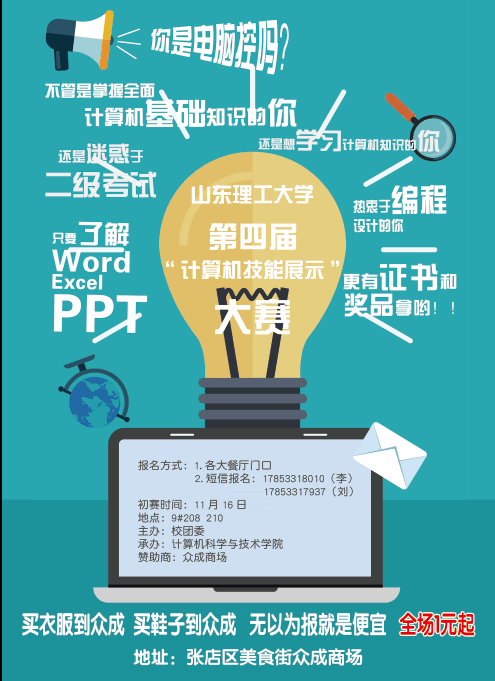 你是电脑控吗?
不管是掌握全面
计算机基础知识的你
还是想学习计算机知识的你
还是迷惑于
二级考试
热衷于编程
设计的你
只要了解
Word
Excel
PPT
更有证书和
奖品拿哟!!
山东理工大学
第四届
“计算机技能展示”
大赛
报名方式：1.各大餐厅门口
2.短信报名：17853318010（李）
17853317937（刘）
初赛时间：11月16日
地点：9#208 210
主办：校团委
承办：计算机科学与技术学院
赞助商：众成商场
买衣服到众成 买鞋子到众成 无以为报就是便宜 全场1元起
地址：张店区美食街众成商场